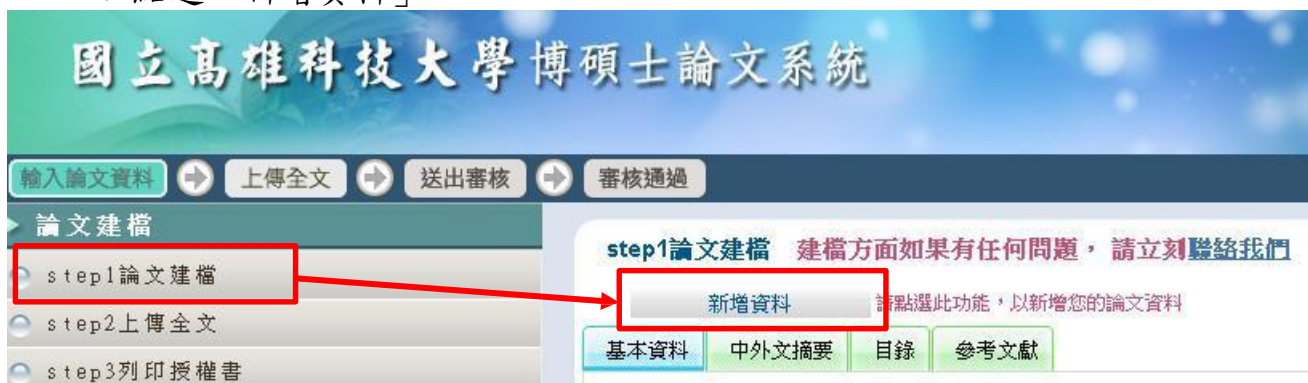 新增資料」
國立高雄科技大學博碩士論文系統
輸入論文資料 上傳全文 送出審核 審核通過
論文建檔
step1論文建檔
step2上傳全文
step3列印授權書
step1論文建檔 建檔方面如果有任何問題,請立刻聯絡我們
新增資料 請點選此功能,以新增您的論文資料
基本資料 中外文摘要 目錄 參考文獻